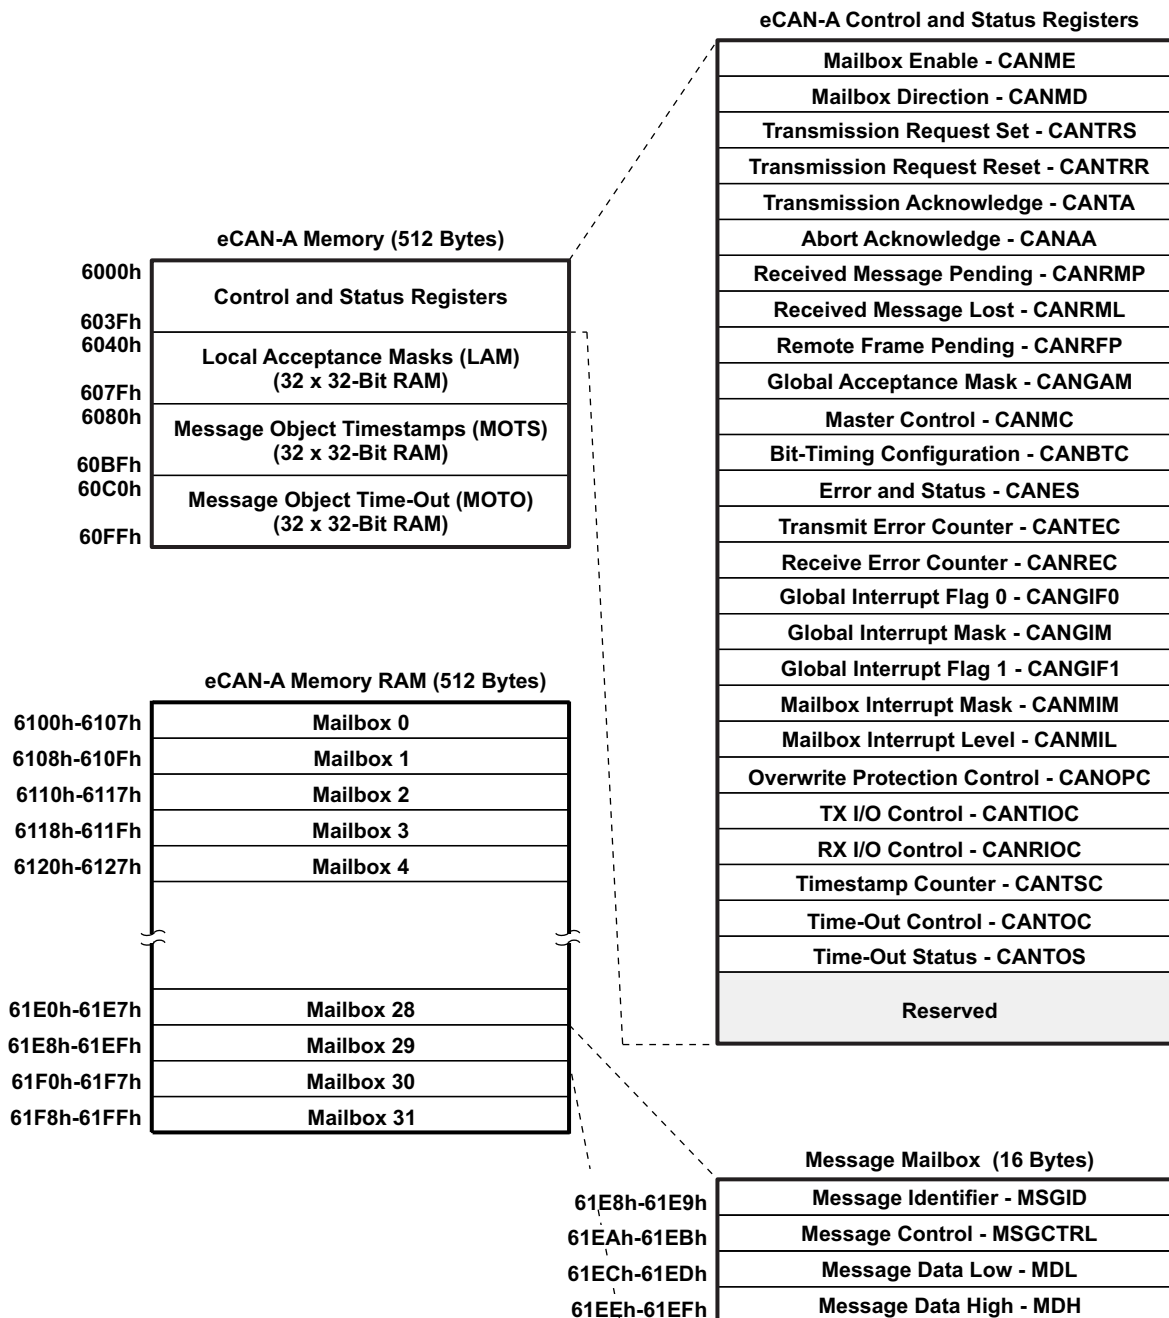 eCAN-A Control and Status Registers
Mailbox Enable - CANME
Mailbox Direction - CANMD
Transmission Request Set - CANTRS
Transmission Request Reset - CANTRR
Transmission Acknowledge - CANTA
Abort Acknowledge - CANAA
Received Message Pending - CANRMP
Received Message Lost - CANRML
Remote Frame Pending - CANRFP
Global Acceptance Mask - CANGAM
Master Control - CANMC
Bit-Timing Configuration - CANBTC
Error and Status - CANES
Transmit Error Counter - CANTEC
Receive Error Counter - CANREC
Global Interrupt Flag 0 - CANGIF0
Global Interrupt Mask - CANGIM
Global Interrupt Flag 1 - CANGIF1
Mailbox Interrupt Mask - CANMIM
Mailbox Interrupt Level - CANMIL
Overwrite Protection Control - CANOPC
TX I/O Control - CANTIOC
RX I/O Control - CANRIOC
Timestamp Counter - CANTSC
Time-Out Control - CANTOC
Time-Out Status - CANTOS
Reserved
eCAN-A Memory (512 Bytes)
6000h
Control and Status Registers
603Fh
6040h
Local Acceptance Masks (LAM)
(32 x 32-Bit RAM)
607Fh
6080h
Message Object Timestamps (MOTS)
(32 x 32-Bit RAM)
60BFh
60C0h
Message Object Time-Out (MOTO)
(32 x 32-Bit RAM)
60FFh
eCAN-A Memory RAM (512 Bytes)
6100h-6107h Mailbox 0
6108h-610Fh Mailbox 1
6110h-6117h Mailbox 2
6118h-611Fh Mailbox 3
6120h-6127h Mailbox 4
61E0h-61E7h Mailbox 28
61E8h-61EFh Mailbox 29
61F0h-61F7h Mailbox 30
61F8h-61FFh Mailbox 31
Message Mailbox (16 Bytes)
61E8h-61E9h Message Identifier - MSGID
61EAh-61EBh Message Control - MSGCTRL
61ECh-61EDh Message Data Low - MDL
61EEh-61EFh Message Data High - MDH